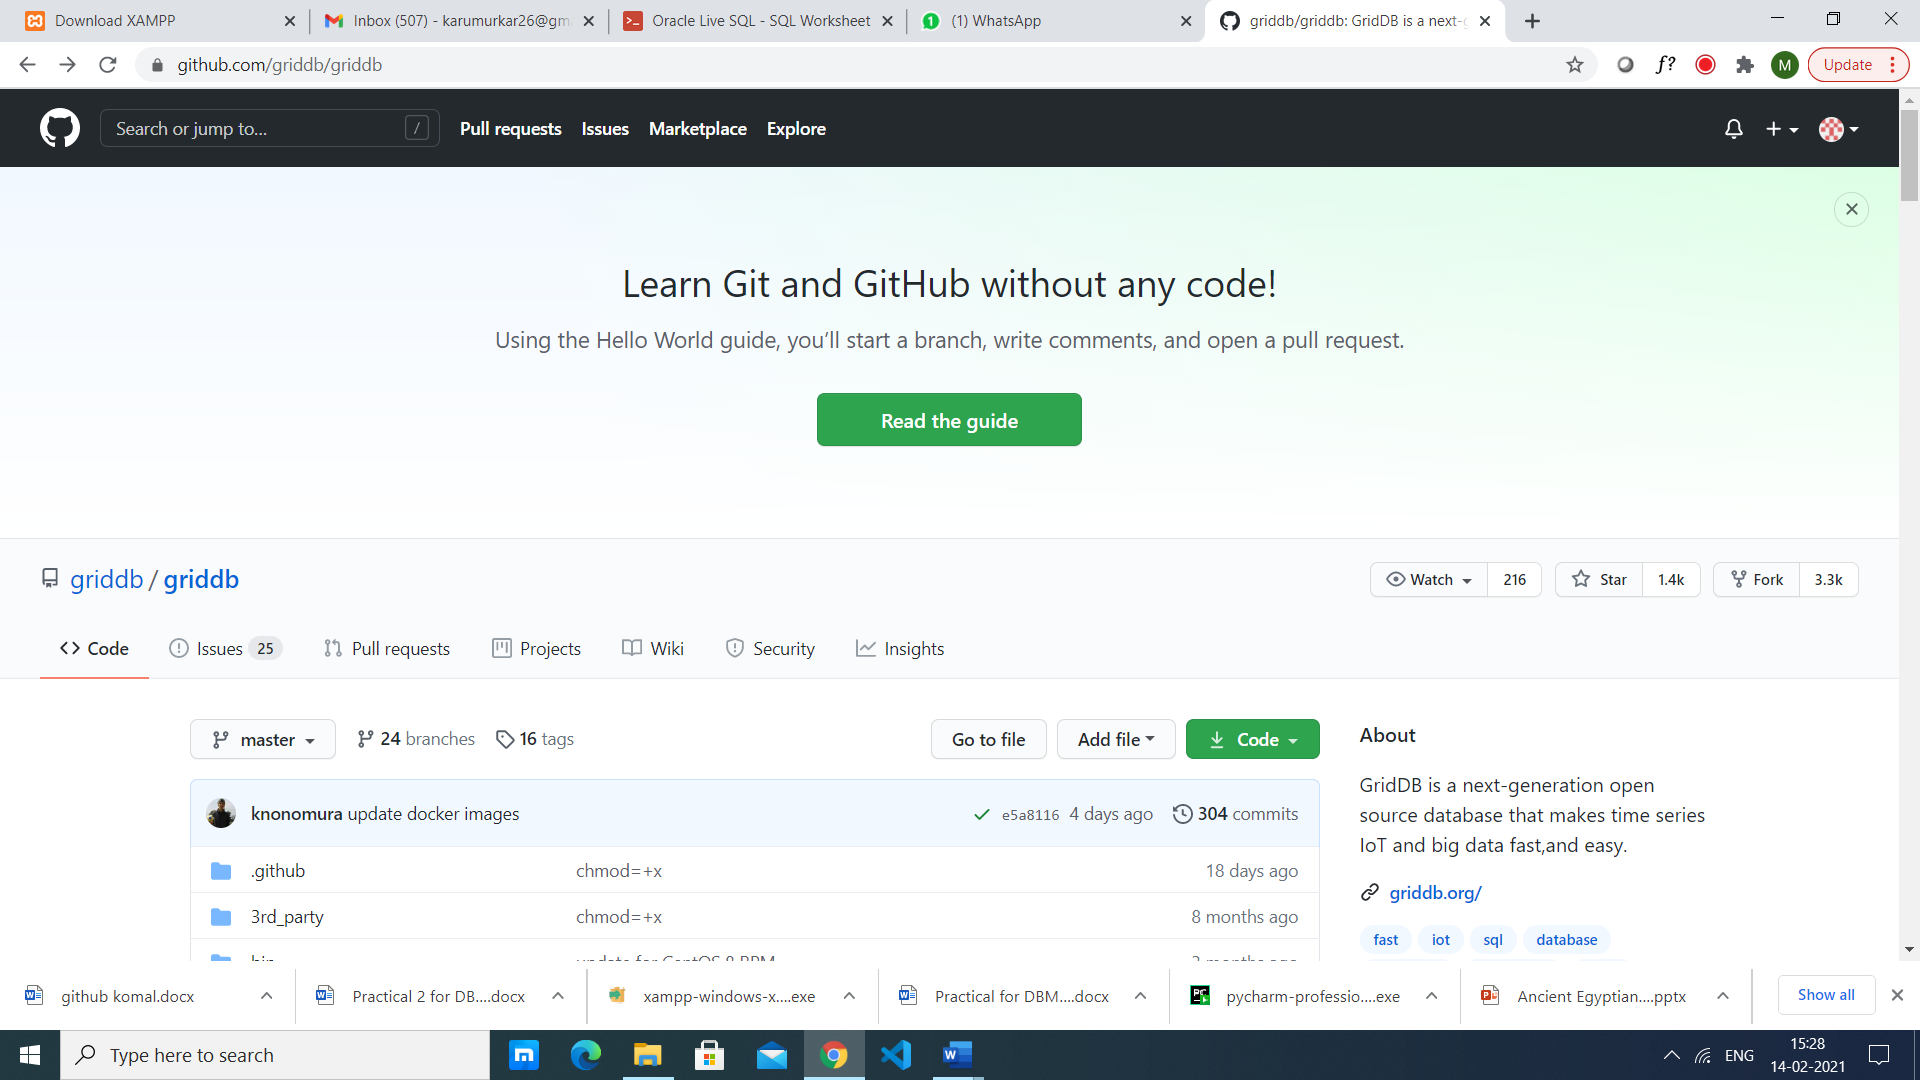 Download XAMPP
Inbox (507) - karumurkar26@gm
Oracle Live SQL - SQL Worksheet
(1) WhatsApp
griddb/griddb: GridDB is a next-g
github.com/griddb/griddb
f?
M
Update
Search or jump to...
/
Pull requests
Issues
Marketplace
Explore
Learn Git and GitHub without any code!
Using the Hello World guide, you’ll start a branch, write comments, and open a pull request.
Read the guide
griddb / griddb
Watch 216
Star 1.4k
Fork 3.3k
Code
Issues 25
Pull requests
Projects
Wiki
Security
Insights
master
24 branches
16 tags
Go to file
Add file
Code
About
knonomura update docker images
e5a8116 4 days ago
304 commits
GridDB is a next-generation open
source database that makes time series
IoT and big data fast,and easy.
.github chmod=+x 18 days ago
griddb.org/
3rd_party chmod=+x 8 months ago
fast iot sql database
bin update for CentOS 8 RPM months ago
github komal.docx
Practical 2 for DB....docx
xampp-windows-x....exe
Practical for DBM....docx
pycharm-professio....exe
Ancient Egyptian....pptx
Show all
Type here to search
ENG
15:28
14-02-2021